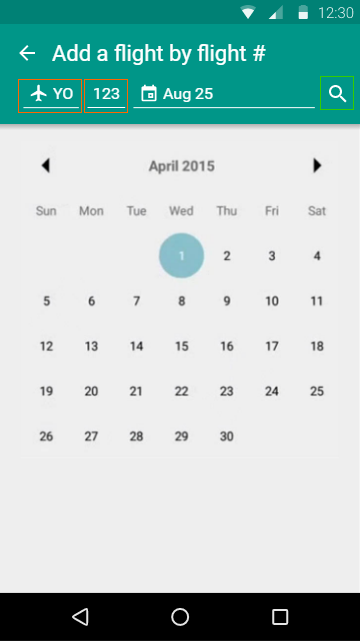 12:30
Add a flight by flight #
YO 123 Aug 25
April 2015
Sun Mon Tue Wed Thu Fri Sat
1 2 3 4
5 6 7 8 9 10 11
12 13 14 15 16 17 18
19 20 21 22 23 24 25
26 27 28 29 30